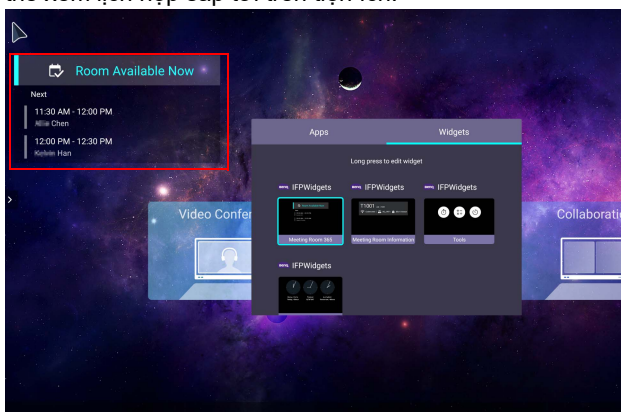 Room Available Now
Next
11:30 AM - 12:00 PM
Chen
12:00 PM - 12:30 PM
Han
Apps
Widgets
Long press to edit widget
IFPWidgets
IFPWidgets
IFPWidgets
Meeting Room 365
Meeting Room Information
Tools
IFPWidgets
Video Confer
Collaborati